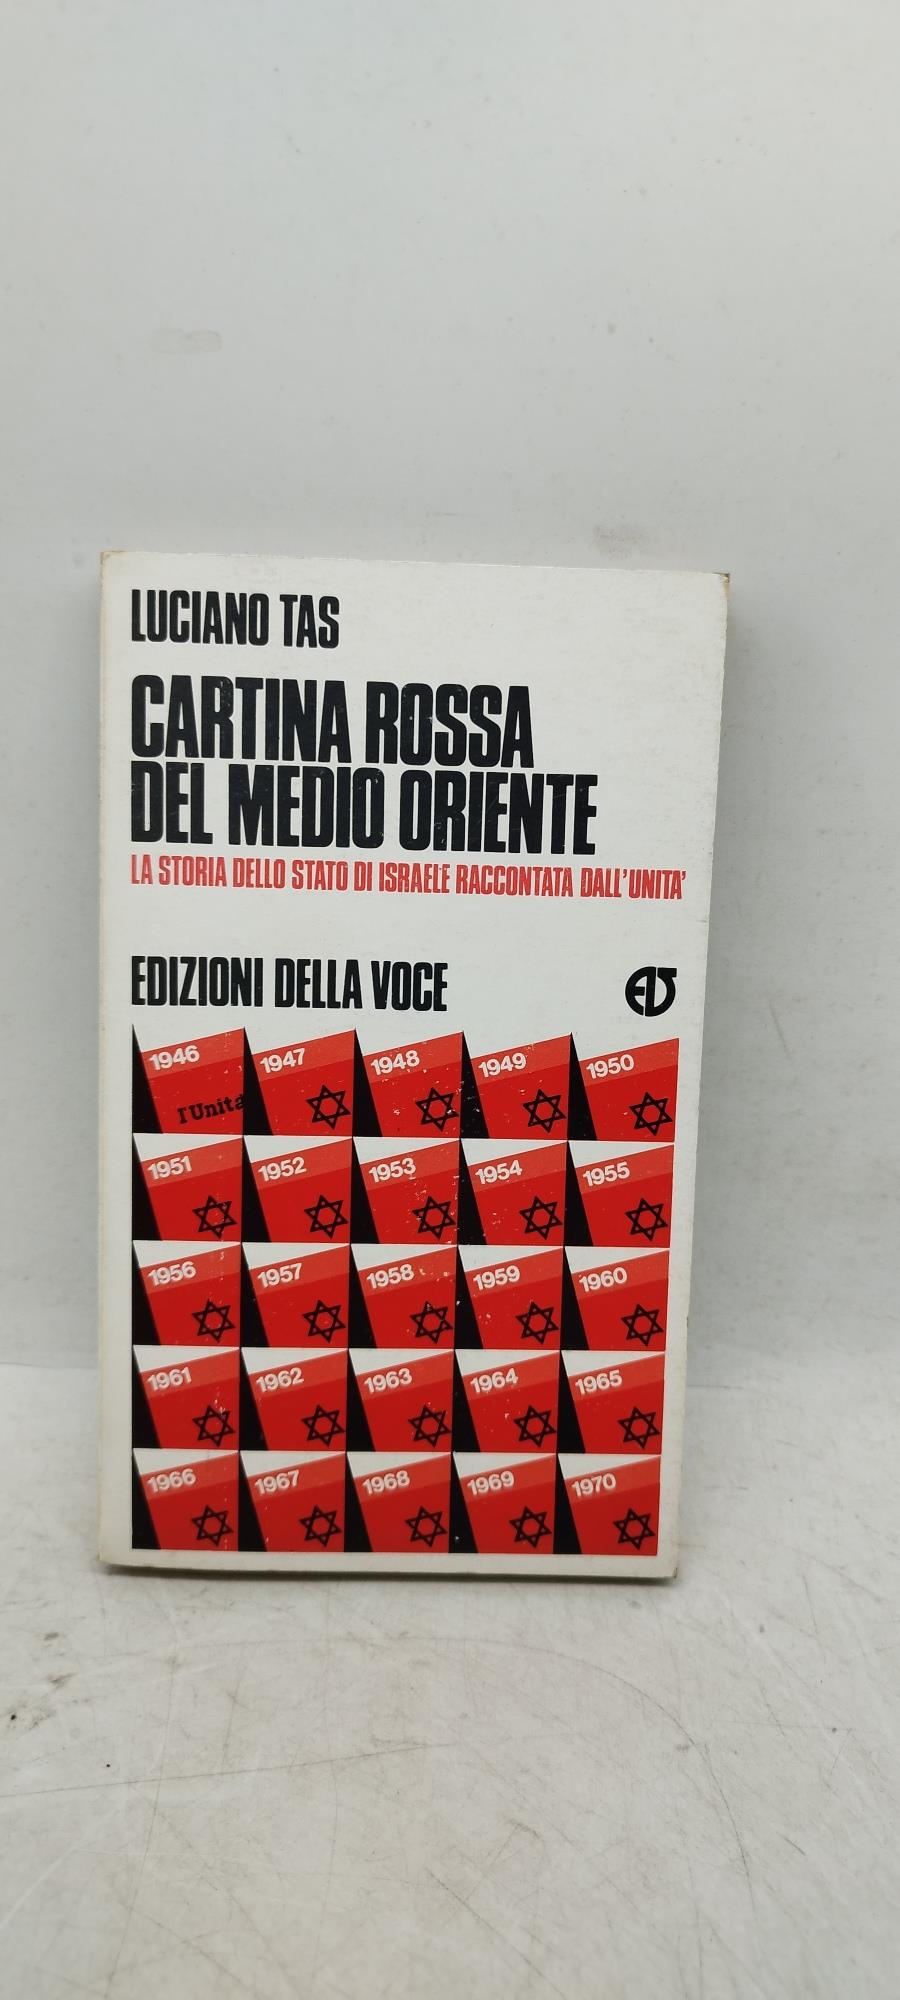 LUCIANO TAS
CARTINA ROSSA
DEL MEDIO ORIENTE
LA STORIA DELLO STATO DI ISRAELE RACCONTATA DALL'UNITA'
EDIZIONI DELLA VOCE EV
1946 1947 1948 1949 1950
l'Unità
1951 1952 1953 1954 1955
1956 1957 1958 1959 1960
1961 1962 1963 1964 1965
1966 1967 1968 1969 1970